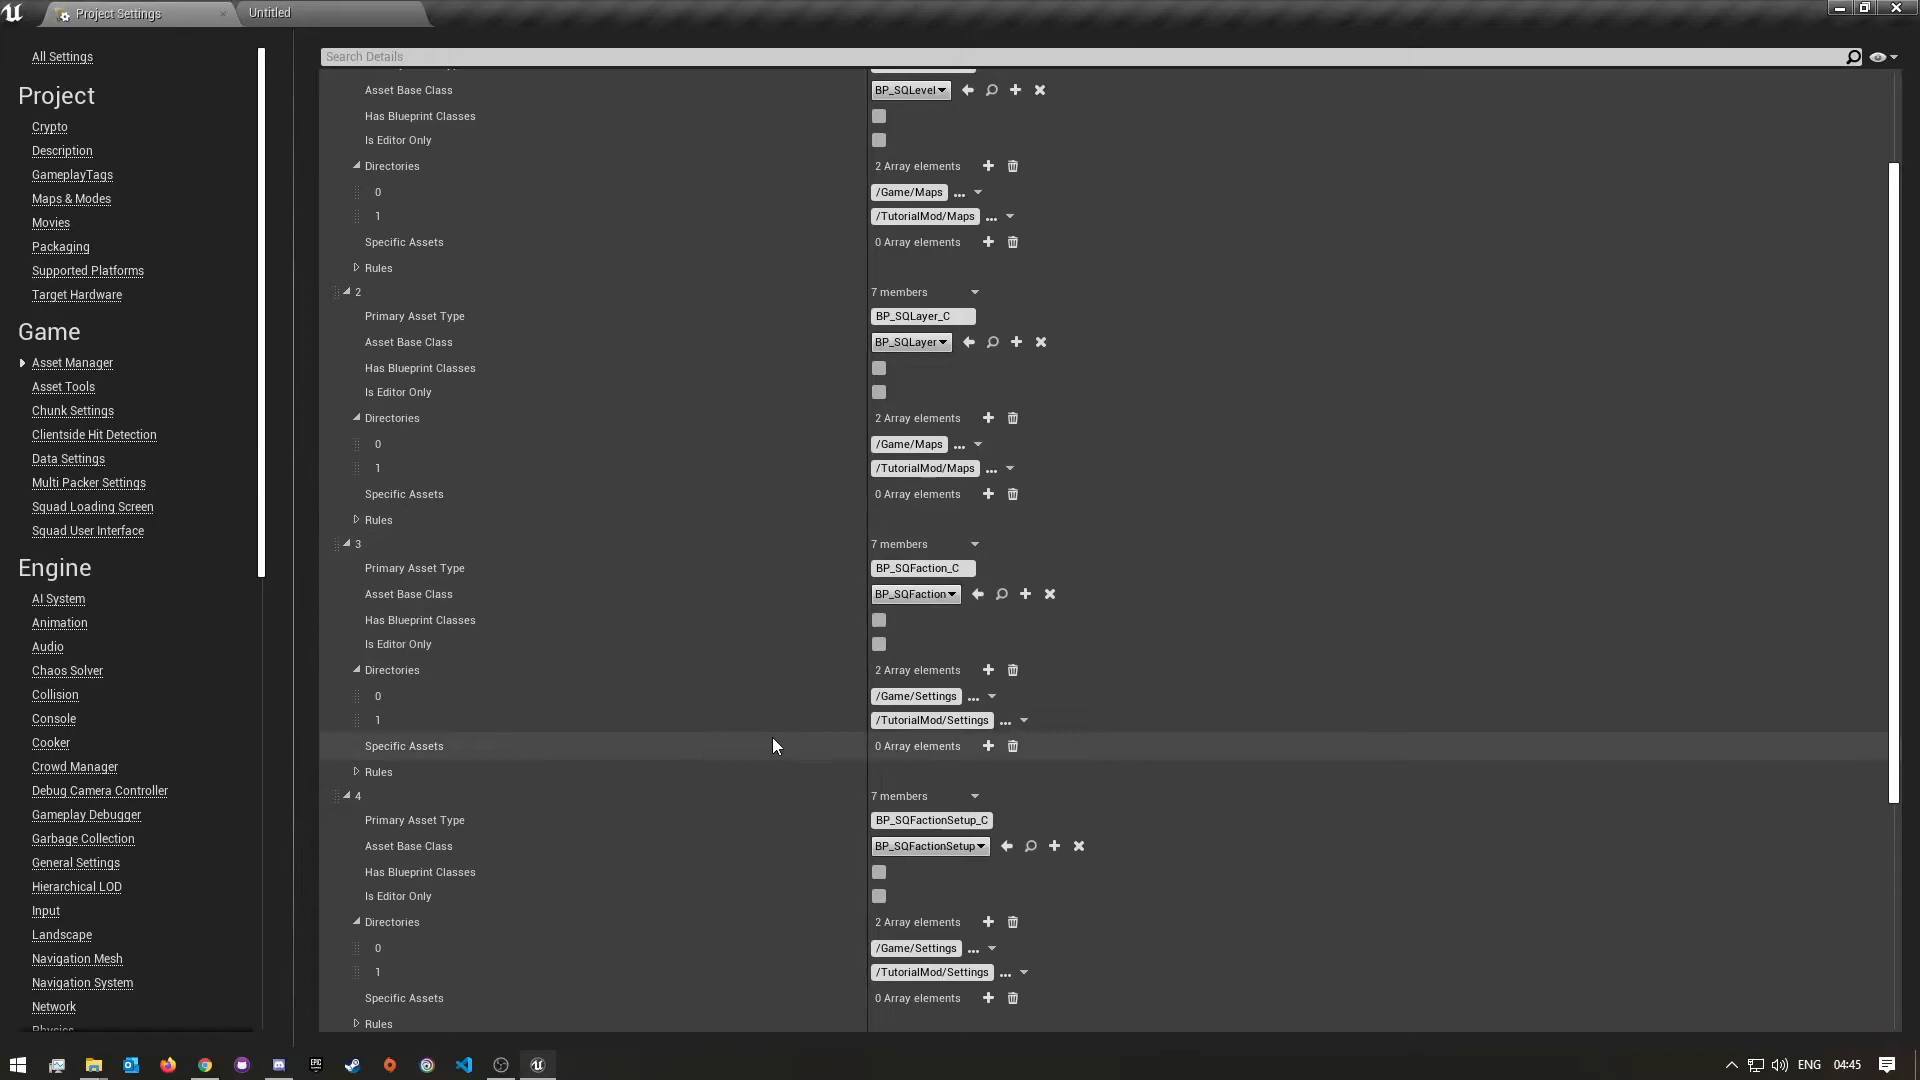 Project Settings
Untitled
All Settings
Project
Crypto
Description
GameplayTags
Maps & Modes
Movies
Packaging
Supported Platforms
Target Hardware
Game
Asset Manager
Asset Tools
Chunk Settings
Clientside Hit Detection
Data Settings
Multi Packer Settings
Squad Loading Screen
Squad User Interface
Engine
AI System
Animation
Audio
Chaos Solver
Collision
Console
Cooker
Crowd Manager
Debug Camera Controller
Gameplay Debugger
Garbage Collection
General Settings
Hierarchical LOD
Input
Landscape
Navigation Mesh
Navigation System
Network
Physics
Search Details
Asset Base Class BP_SQLevel
Has Blueprint Classes
Is Editor Only
Directories 2 Array elements
0 /Game/Maps ...
1 /TutorialMod/Maps ...
Specific Assets 0 Array elements
Rules
2 7 members
Primary Asset Type BP_SQLayer_C
Asset Base Class BP_SQLayer
Has Blueprint Classes
Is Editor Only
Directories 2 Array elements
0 /Game/Maps ...
1 /TutorialMod/Maps ...
Specific Assets 0 Array elements
Rules
3 7 members
Primary Asset Type BP_SQFaction_C
Asset Base Class BP_SQFaction
Has Blueprint Classes
Is Editor Only
Directories 2 Array elements
0 /Game/Settings ...
1 /TutorialMod/Settings ...
Specific Assets 0 Array elements
Rules
4 7 members
Primary Asset Type BP_SQFactionSetup_C
Asset Base Class BP_SQFactionSetup
Has Blueprint Classes
Is Editor Only
Directories 2 Array elements
0 /Game/Settings ...
1 /TutorialMod/Settings ...
Specific Assets 0 Array elements
Rules
EPIC
ENG 04:45